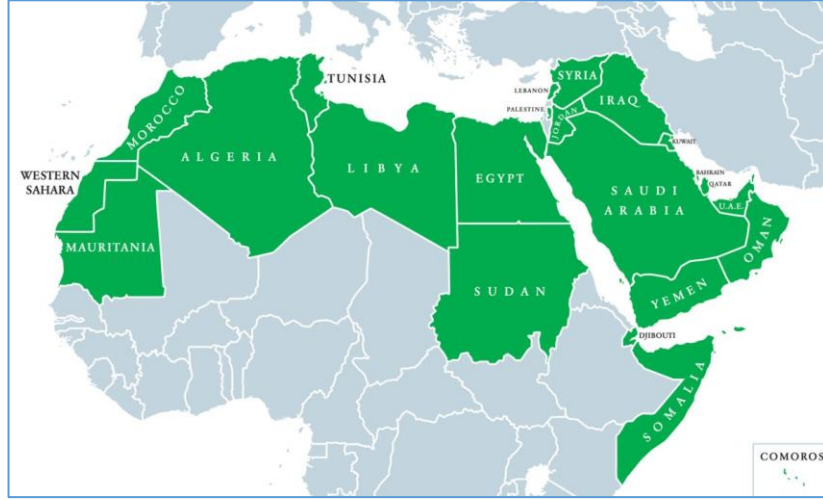 TUNISIA
SYRIA
LEBANON
IRAQ
PALESTINE
JORDAN
MOROCCO
KUWAIT
ALGERIA
LIBYA
EGYPT
BAHRAIN
QATAR
WESTERN
SAHARA
SAUDI
ARABIA
U.A.E.
MAURITANIA
OMAN
SUDAN
YEMEN
DJIBOUTI
SOMALIA
COMOROS